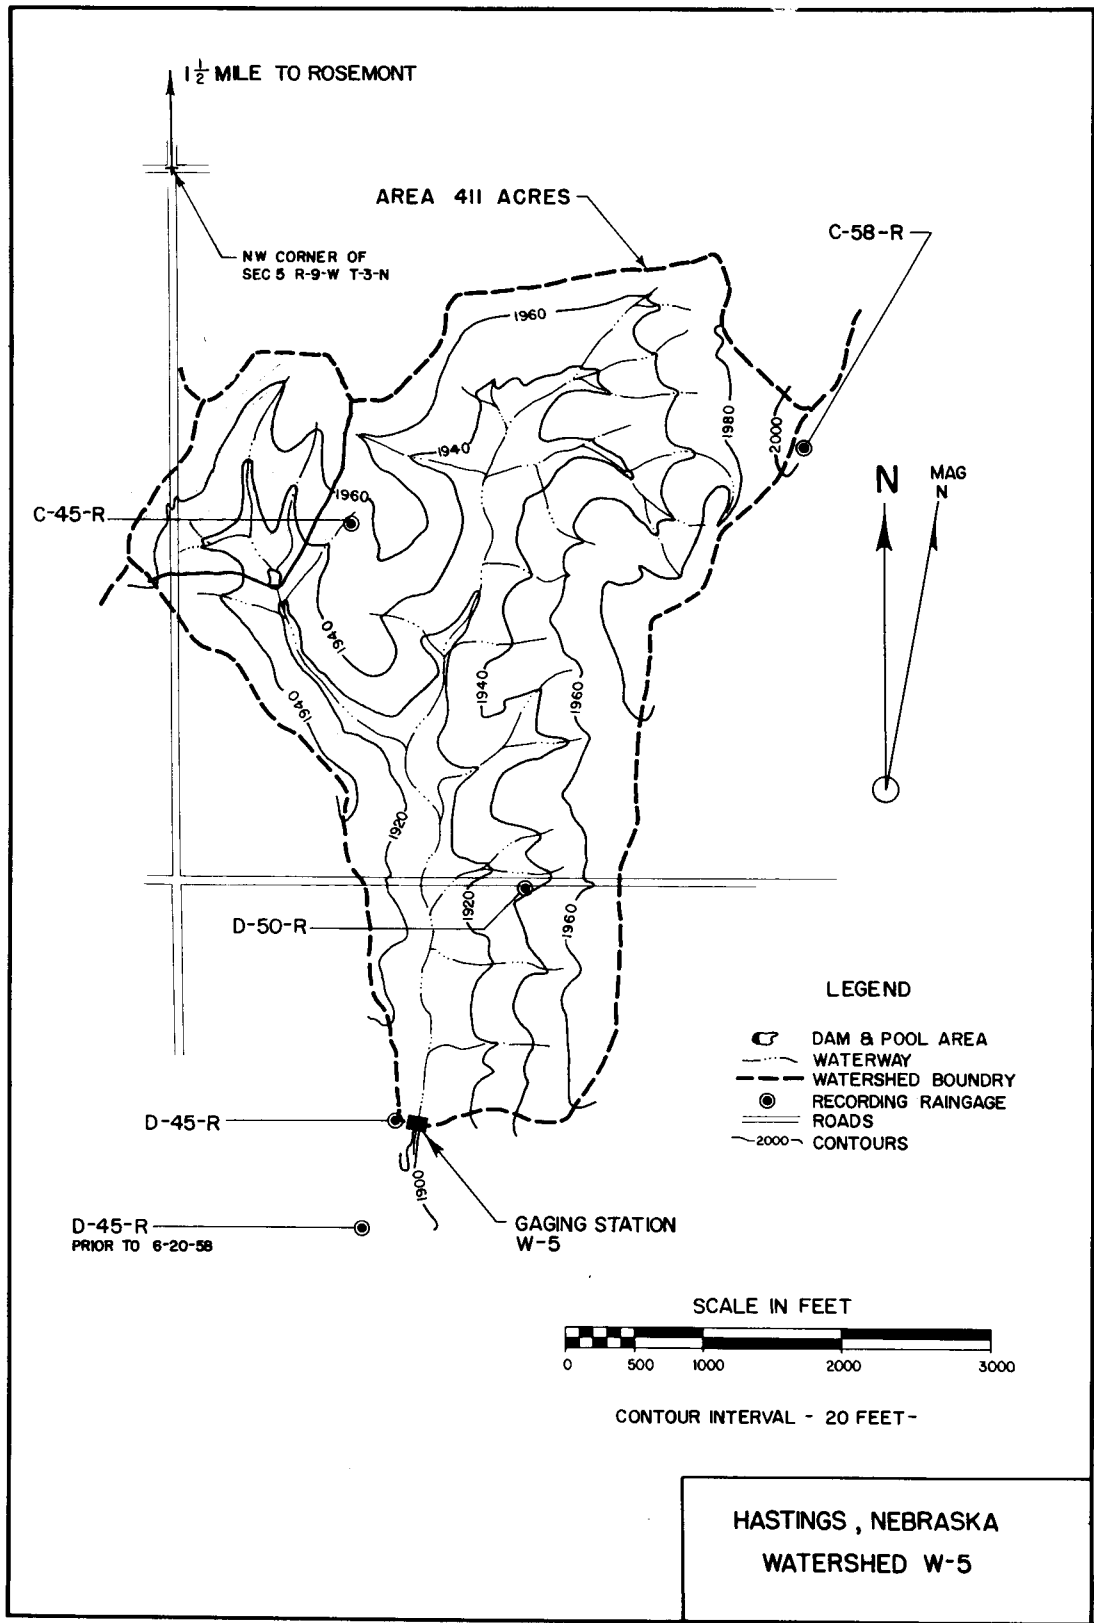 1 1/2 MILE TO ROSEMONT
AREA 411 ACRES
C-58-R
NW CORNER OF
SEC 5 R-9-W T-3-N
1960
1980
2000
1940
1960
C-45-R
N
MAG
N
1940
1940
1940
1960
1920
1920
1960
D-50-R
LEGEND
DAM & POOL AREA
WATERWAY
WATERSHED BOUNDRY
RECORDING RAINGAGE
ROADS
2000 CONTOURS
D-45-R
1900
D-45-R
PRIOR TO 6-20-58
GAGING STATION
W-5
SCALE IN FEET
0 500 1000 2000 3000
CONTOUR INTERVAL - 20 FEET-
HASTINGS , NEBRASKA
WATERSHED W-5